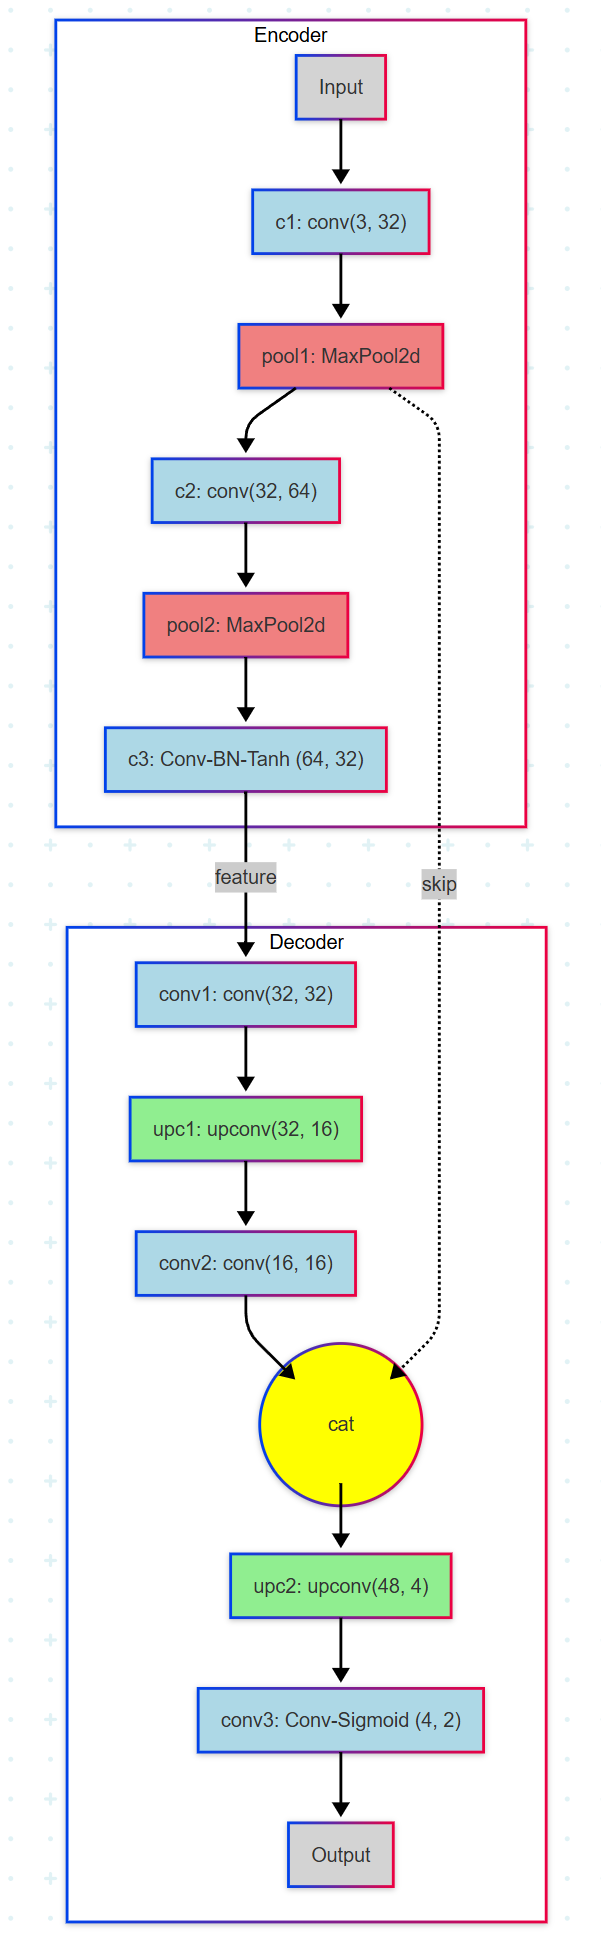 Encoder
Input
c1: conv(3, 32)
pool1: MaxPool2d
c2: conv(32, 64)
pool2: MaxPool2d
c3: Conv-BN-Tanh (64, 32)
feature
skip
Decoder
conv1: conv(32, 32)
upc1: upconv(32, 16)
conv2: conv(16, 16)
cat
upc2: upconv(48, 4)
conv3: Conv-Sigmoid (4, 2)
Output